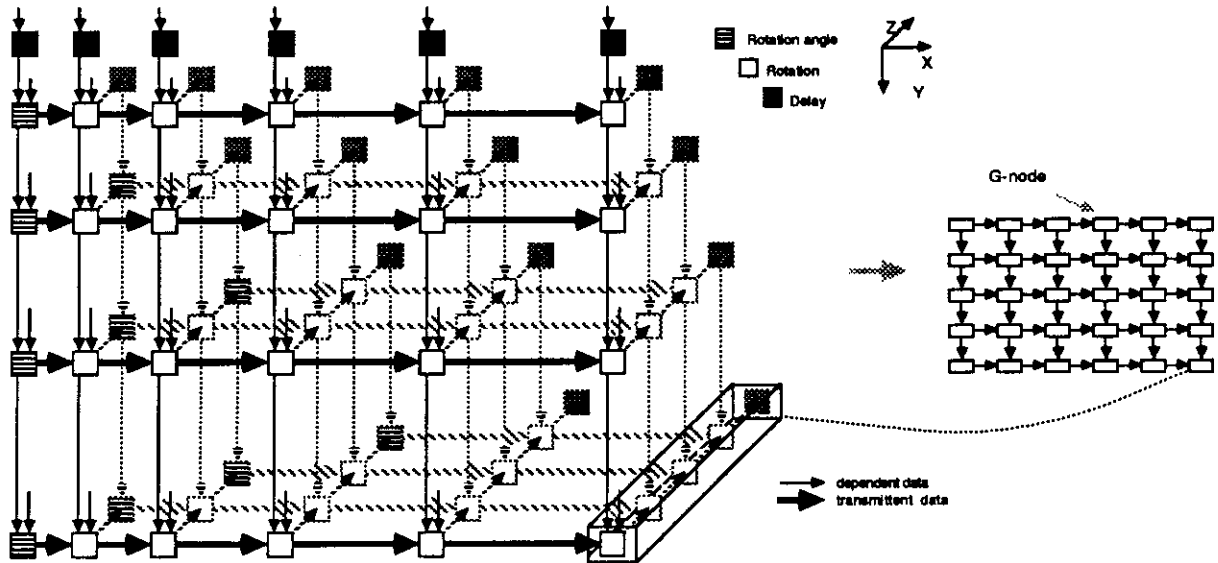 Rotation angle
Rotation
Delay
Z
X
Y
G-node
dependent data
transmittent data